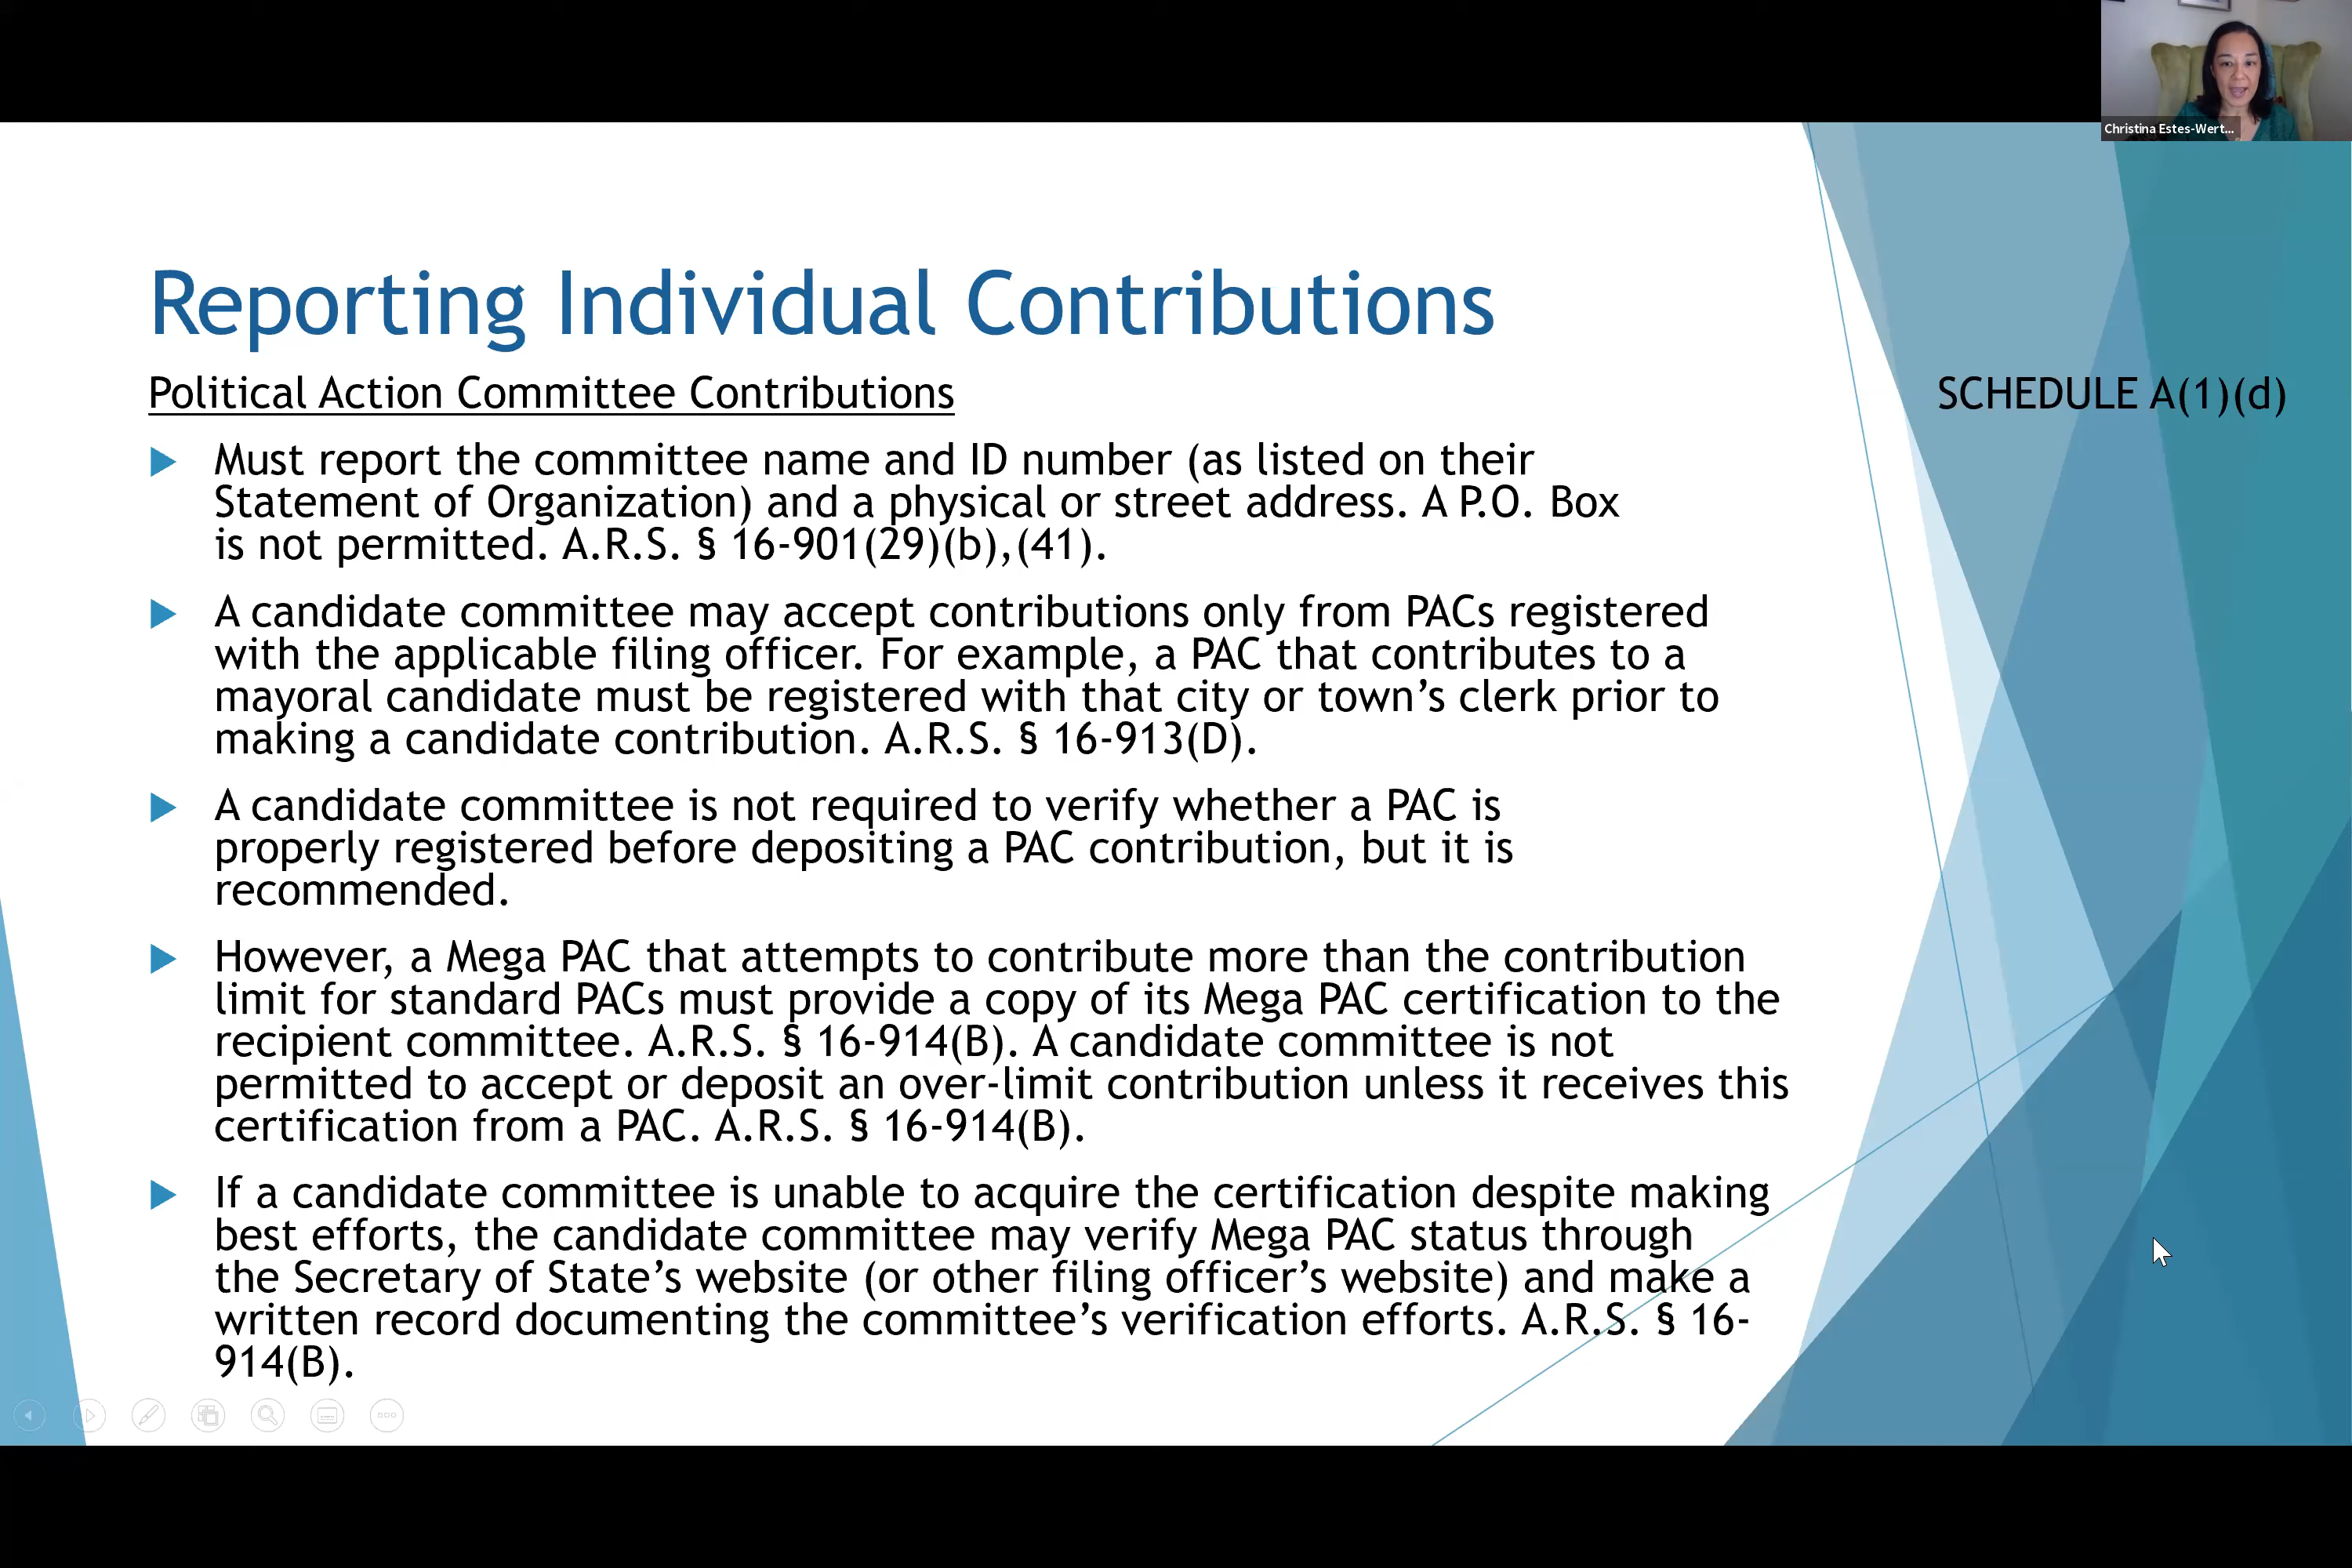 Christina Estes-Wert...
Reporting Individual Contributions
Political Action Committee Contributions
SCHEDULE A(1)(d)
Must report the committee name and ID number (as listed on their
Statement of Organization) and a physical or street address. A P.O. Box
is not permitted. A.R.S. § 16-901(29)(b),(41).
A candidate committee may accept contributions only from PACs registered
with the applicable filing officer. For example, a PAC that contributes to a
mayoral candidate must be registered with that city or town’s clerk prior to
making a candidate contribution. A.R.S. § 16-913(D).
A candidate committee is not required to verify whether a PAC is
properly registered before depositing a PAC contribution, but it is
recommended.
However, a Mega PAC that attempts to contribute more than the contribution
limit for standard PACs must provide a copy of its Mega PAC certification to the
recipient committee. A.R.S. § 16-914(B). A candidate committee is not
permitted to accept or deposit an over-limit contribution unless it receives this
certification from a PAC. A.R.S. § 16-914(B).
If a candidate committee is unable to acquire the certification despite making
best efforts, the candidate committee may verify Mega PAC status through
the Secretary of State’s website (or other filing officer’s website) and make a
written record documenting the committee’s verification efforts. A.R.S. § 16-
914(B).